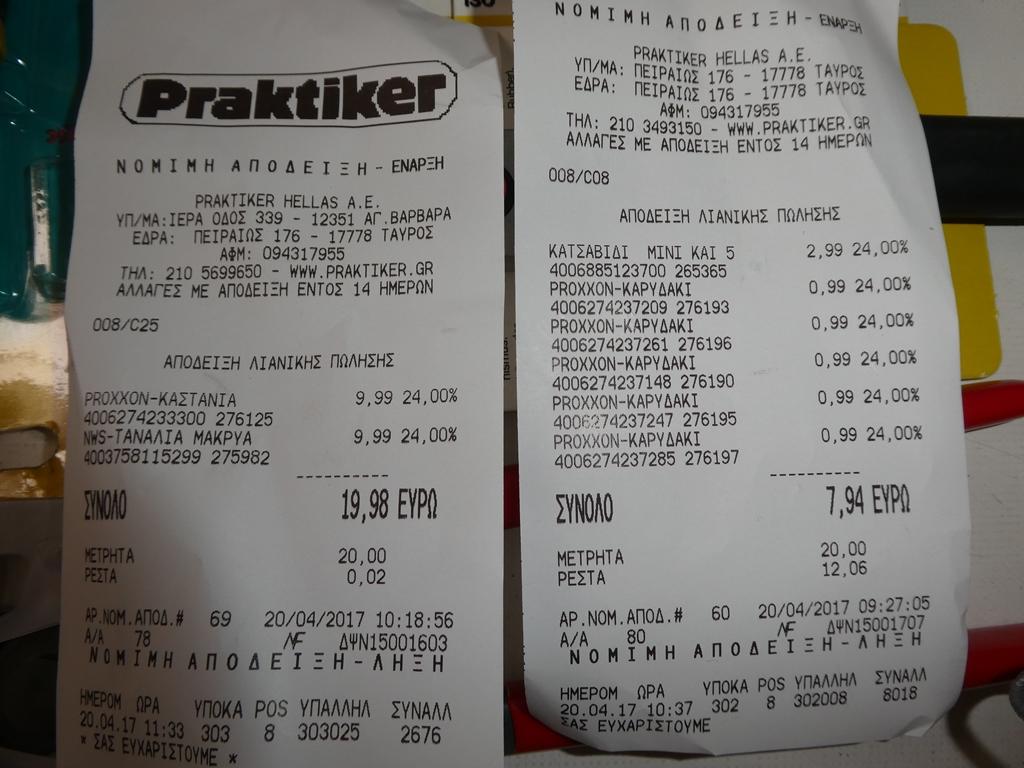 Praktiker
ΝΟΜΙΜΗ ΑΠΟΔΕΙΞΗ - ΕΝΑΡΞΗ
PRAKTIKER HELLAS Α.Ε.
ΥΠ/ΜΑ:ΙΕΡΑ ΟΔΟΣ 339 - 12351 ΑΓ.ΒΑΡΒΑΡΑ
ΕΔΡΑ: ΠΕΙΡΑΙΩΣ 176 - 17778 ΤΑΥΡΟΣ
ΑΦΜ: 094317955
ΤΗΛ: 210 5699650 - WWW.PRAKTIKER.GR
ΑΛΛΑΓΕΣ ΜΕ ΑΠΟΔΕΙΞΗ ΕΝΤΟΣ 14 ΗΜΕΡΩΝ
008/C25
ΑΠΟΔΕΙΞΗ ΛΙΑΝΙΚΗΣ ΠΩΛΗΣΗΣ
PROXXON-ΚΑΣΤΑΝΙΑ 9,99 24,00%
4006274233300 276125
NWS-ΤΑΝΑΛΙΑ ΜΑΚΡΥΑ 9,99 24,00%
4003758115299 275982
----------
ΣΥΝΟΛΟ 19,98 ΕΥΡΩ
ΜΕΤΡΗΤΑ 20,00
ΡΕΣΤΑ 0,02
ΑΡ.ΝΟΜ.ΑΠΟΔ.# 69 20/04/2017 10:18:56
Α/Α 78 NF ΔΨΝ15001603
ΝΟΜΙΜΗ ΑΠΟΔΕΙΞΗ-ΛΗΞΗ
ΗΜΕΡΟΜ ΩΡΑ ΥΠΟΚΑ POS ΥΠΑΛΛΗΛ ΣΥΝΑΛΛ
20.04.17 11:33 303 8 303025 2676
* ΣΑΣ ΕΥΧΑΡΙΣΤΟΥΜΕ *
ΝΟΜΙΜΗ ΑΠΟΔΕΙΞΗ - ΕΝΑΡΞΗ
PRAKTIKER HELLAS Α.Ε.
ΥΠ/ΜΑ: ΠΕΙΡΑΙΩΣ 176 - 17778 ΤΑΥΡΟΣ
ΕΔΡΑ: ΠΕΙΡΑΙΩΣ 176 - 17778 ΤΑΥΡΟΣ
ΑΦΜ: 094317955
ΤΗΛ: 210 3493150 - WWW.PRAKTIKER.GR
ΑΛΛΑΓΕΣ ΜΕ ΑΠΟΔΕΙΞΗ ΕΝΤΟΣ 14 ΗΜΕΡΩΝ
008/C08
ΑΠΟΔΕΙΞΗ ΛΙΑΝΙΚΗΣ ΠΩΛΗΣΗΣ
ΚΑΤΣΑΒΙΔΙ ΜΙΝΙ ΚΑΙ 5 2,99 24,00%
4006885123700 265365
PROXXON-ΚΑΡΥΔΑΚΙ 0,99 24,00%
4006274237209 276193
PROXXON-ΚΑΡΥΔΑΚΙ 0,99 24,00%
4006274237261 276196
PROXXON-ΚΑΡΥΔΑΚΙ 0,99 24,00%
4006274237148 276190
PROXXON-ΚΑΡΥΔΑΚΙ 0,99 24,00%
4006274237247 276195
PROXXON-ΚΑΡΥΔΑΚΙ 0,99 24,00%
4006274237285 276197
----------
ΣΥΝΟΛΟ 7,94 ΕΥΡΩ
ΜΕΤΡΗΤΑ 20,00
ΡΕΣΤΑ 12,06
ΑΡ.ΝΟΜ.ΑΠΟΔ.# 60 20/04/2017 09:27:05
Α/Α 80 NF ΔΨΝ15001707
ΝΟΜΙΜΗ ΑΠΟΔΕΙΞΗ-ΛΗΞΗ
ΗΜΕΡΟΜ ΩΡΑ ΥΠΟΚΑ POS ΥΠΑΛΛΗΛ ΣΥΝΑΛΛ
20.04.17 10:37 302 8 302008 8018
ΣΑΣ ΕΥΧΑΡΙΣΤΟΥΜΕ